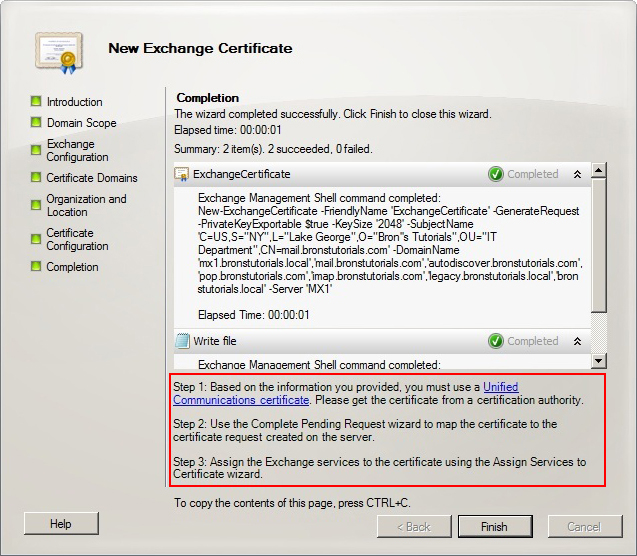 New Exchange Certificate
Introduction
Domain Scope
Exchange
Configuration
Certificate Domains
Organization and
Location
Certificate
Configuration
Completion
Completion
The wizard completed successfully. Click Finish to close this wizard.
Elapsed time: 00:00:01
Summary: 2 item(s). 2 succeeded, 0 failed.
ExchangeCertificate
Completed
Exchange Management Shell command completed:
New-ExchangeCertificate -FriendlyName 'ExchangeCertificate' -GenerateRequest
-PrivateKeyExportable $true -KeySize '2048' -SubjectName
'C=US,S="NY",L="Lake George",O="Bron''s Tutorials",OU="IT
Department",CN=mail.bronstutorials.com' -DomainName
'mx1.bronstutorials.local','mail.bronstutorials.com','autodiscover.bronstutorials.com',
'pop.bronstutorials.com','imap.bronstutorials.com','legacy.bronstutorials.local','bron
stutorials.local' -Server 'MX1'
Elapsed Time: 00:00:01
Write file
Completed
Exchange Management Shell command completed:
Step 1: Based on the information you provided, you must use a Unified
Communications certificate. Please get the certificate from a certification authority.
Step 2: Use the Complete Pending Request wizard to map the certificate to the
certificate request created on the server.
Step 3: Assign the Exchange services to the certificate using the Assign Services to
Certificate wizard.
To copy the contents of this page, press CTRL+C.
Help
< Back
Finish
Cancel